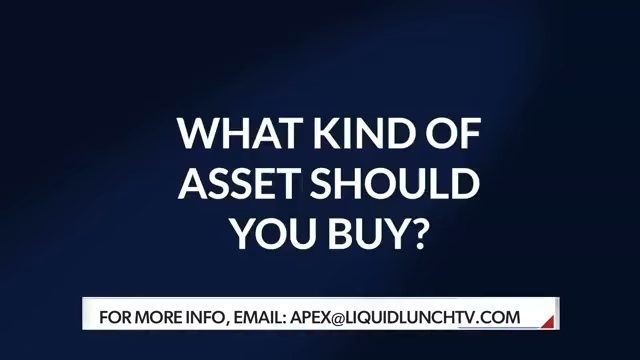 WHAT KIND OF
ASSET SHOULD
YOU BUY?
FOR MORE INFO, EMAIL: APEX@LIQUIDLUNCHTV.COM